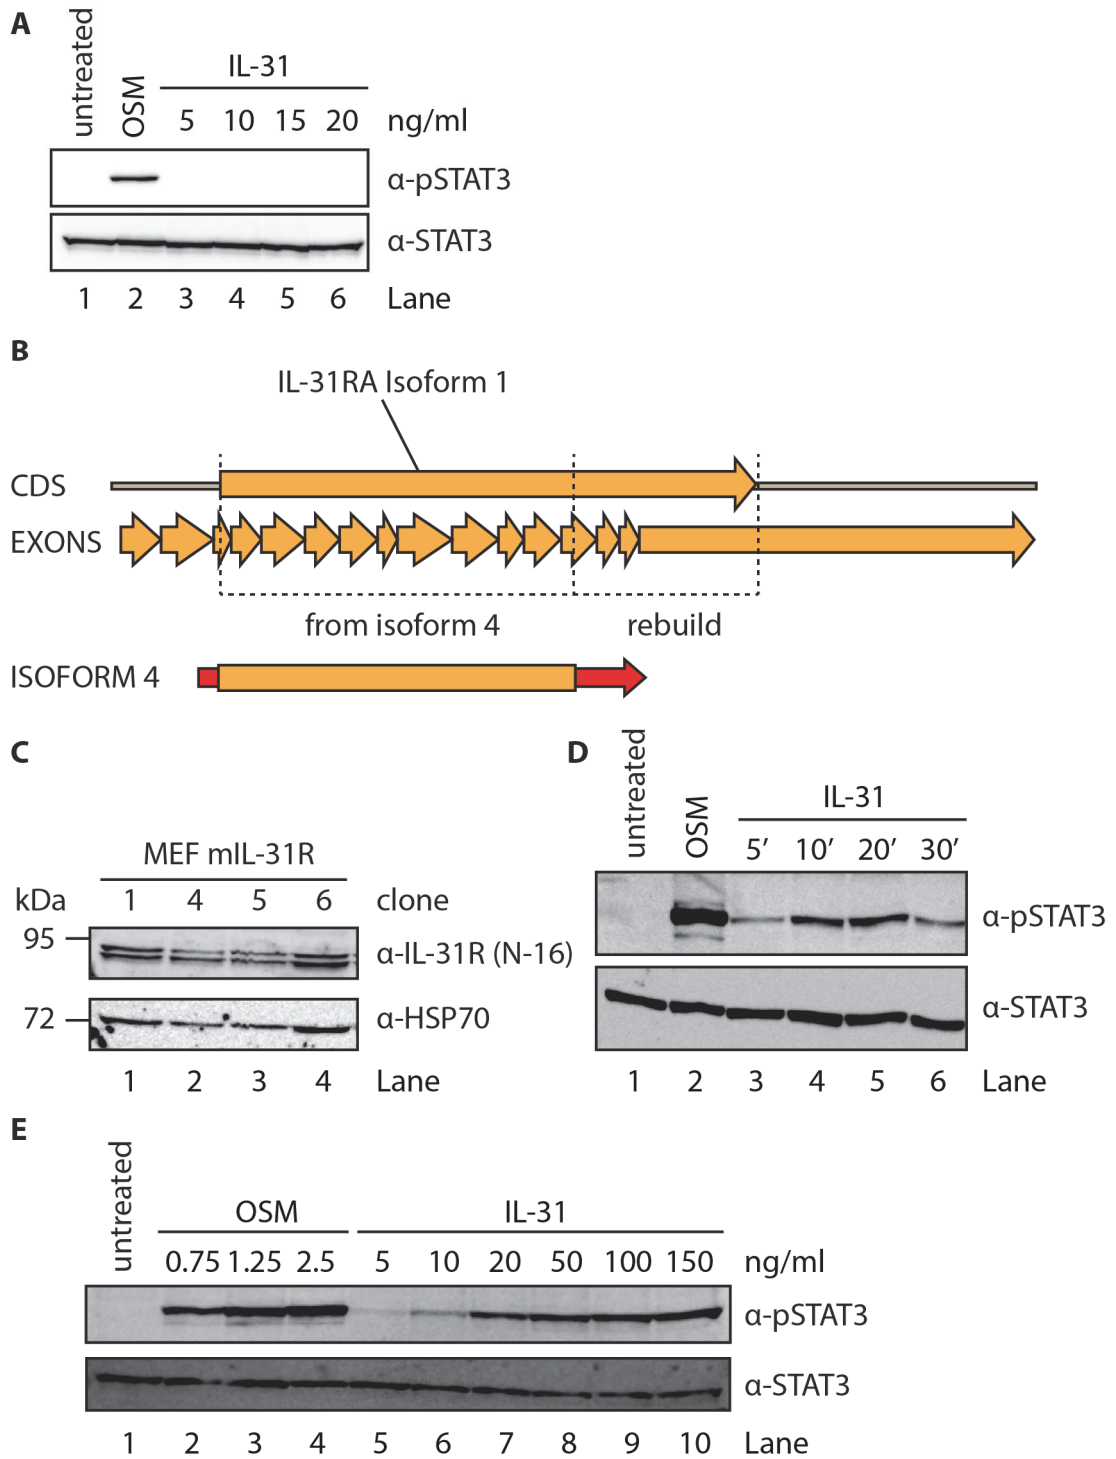 A
untreated
OSM
IL-31
5 10 15 20 ng/ml
α-pSTAT3
α-STAT3
1 2 3 4 5 6 Lane
B
IL-31RA Isoform 1
CDS
EXONS
from isoform 4 rebuild
ISOFORM 4
C
MEF mIL-31R
kDa 1 4 5 6 clone
95 α-IL-31R (N-16)
72 α-HSP70
1 2 3 4 Lane
D
untreated
OSM
IL-31
5′ 10′ 20′ 30′
α-pSTAT3
α-STAT3
1 2 3 4 5 6 Lane
E
untreated
OSM IL-31
0.75 1.25 2.5 5 10 20 50 100 150 ng/ml
α-pSTAT3
α-STAT3
1 2 3 4 5 6 7 8 9 10 Lane